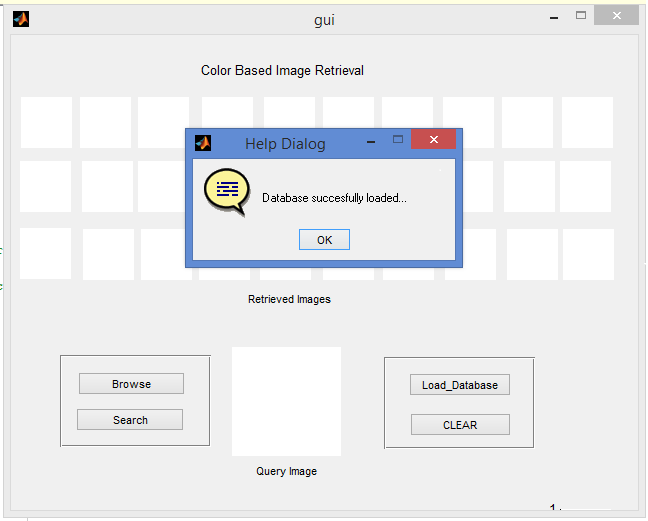 gui
Color Based Image Retrieval
Help Dialog
Database succesfully loaded...
OK
Retrieved Images
Browse
Search
Load_Database
CLEAR
Query Image
1